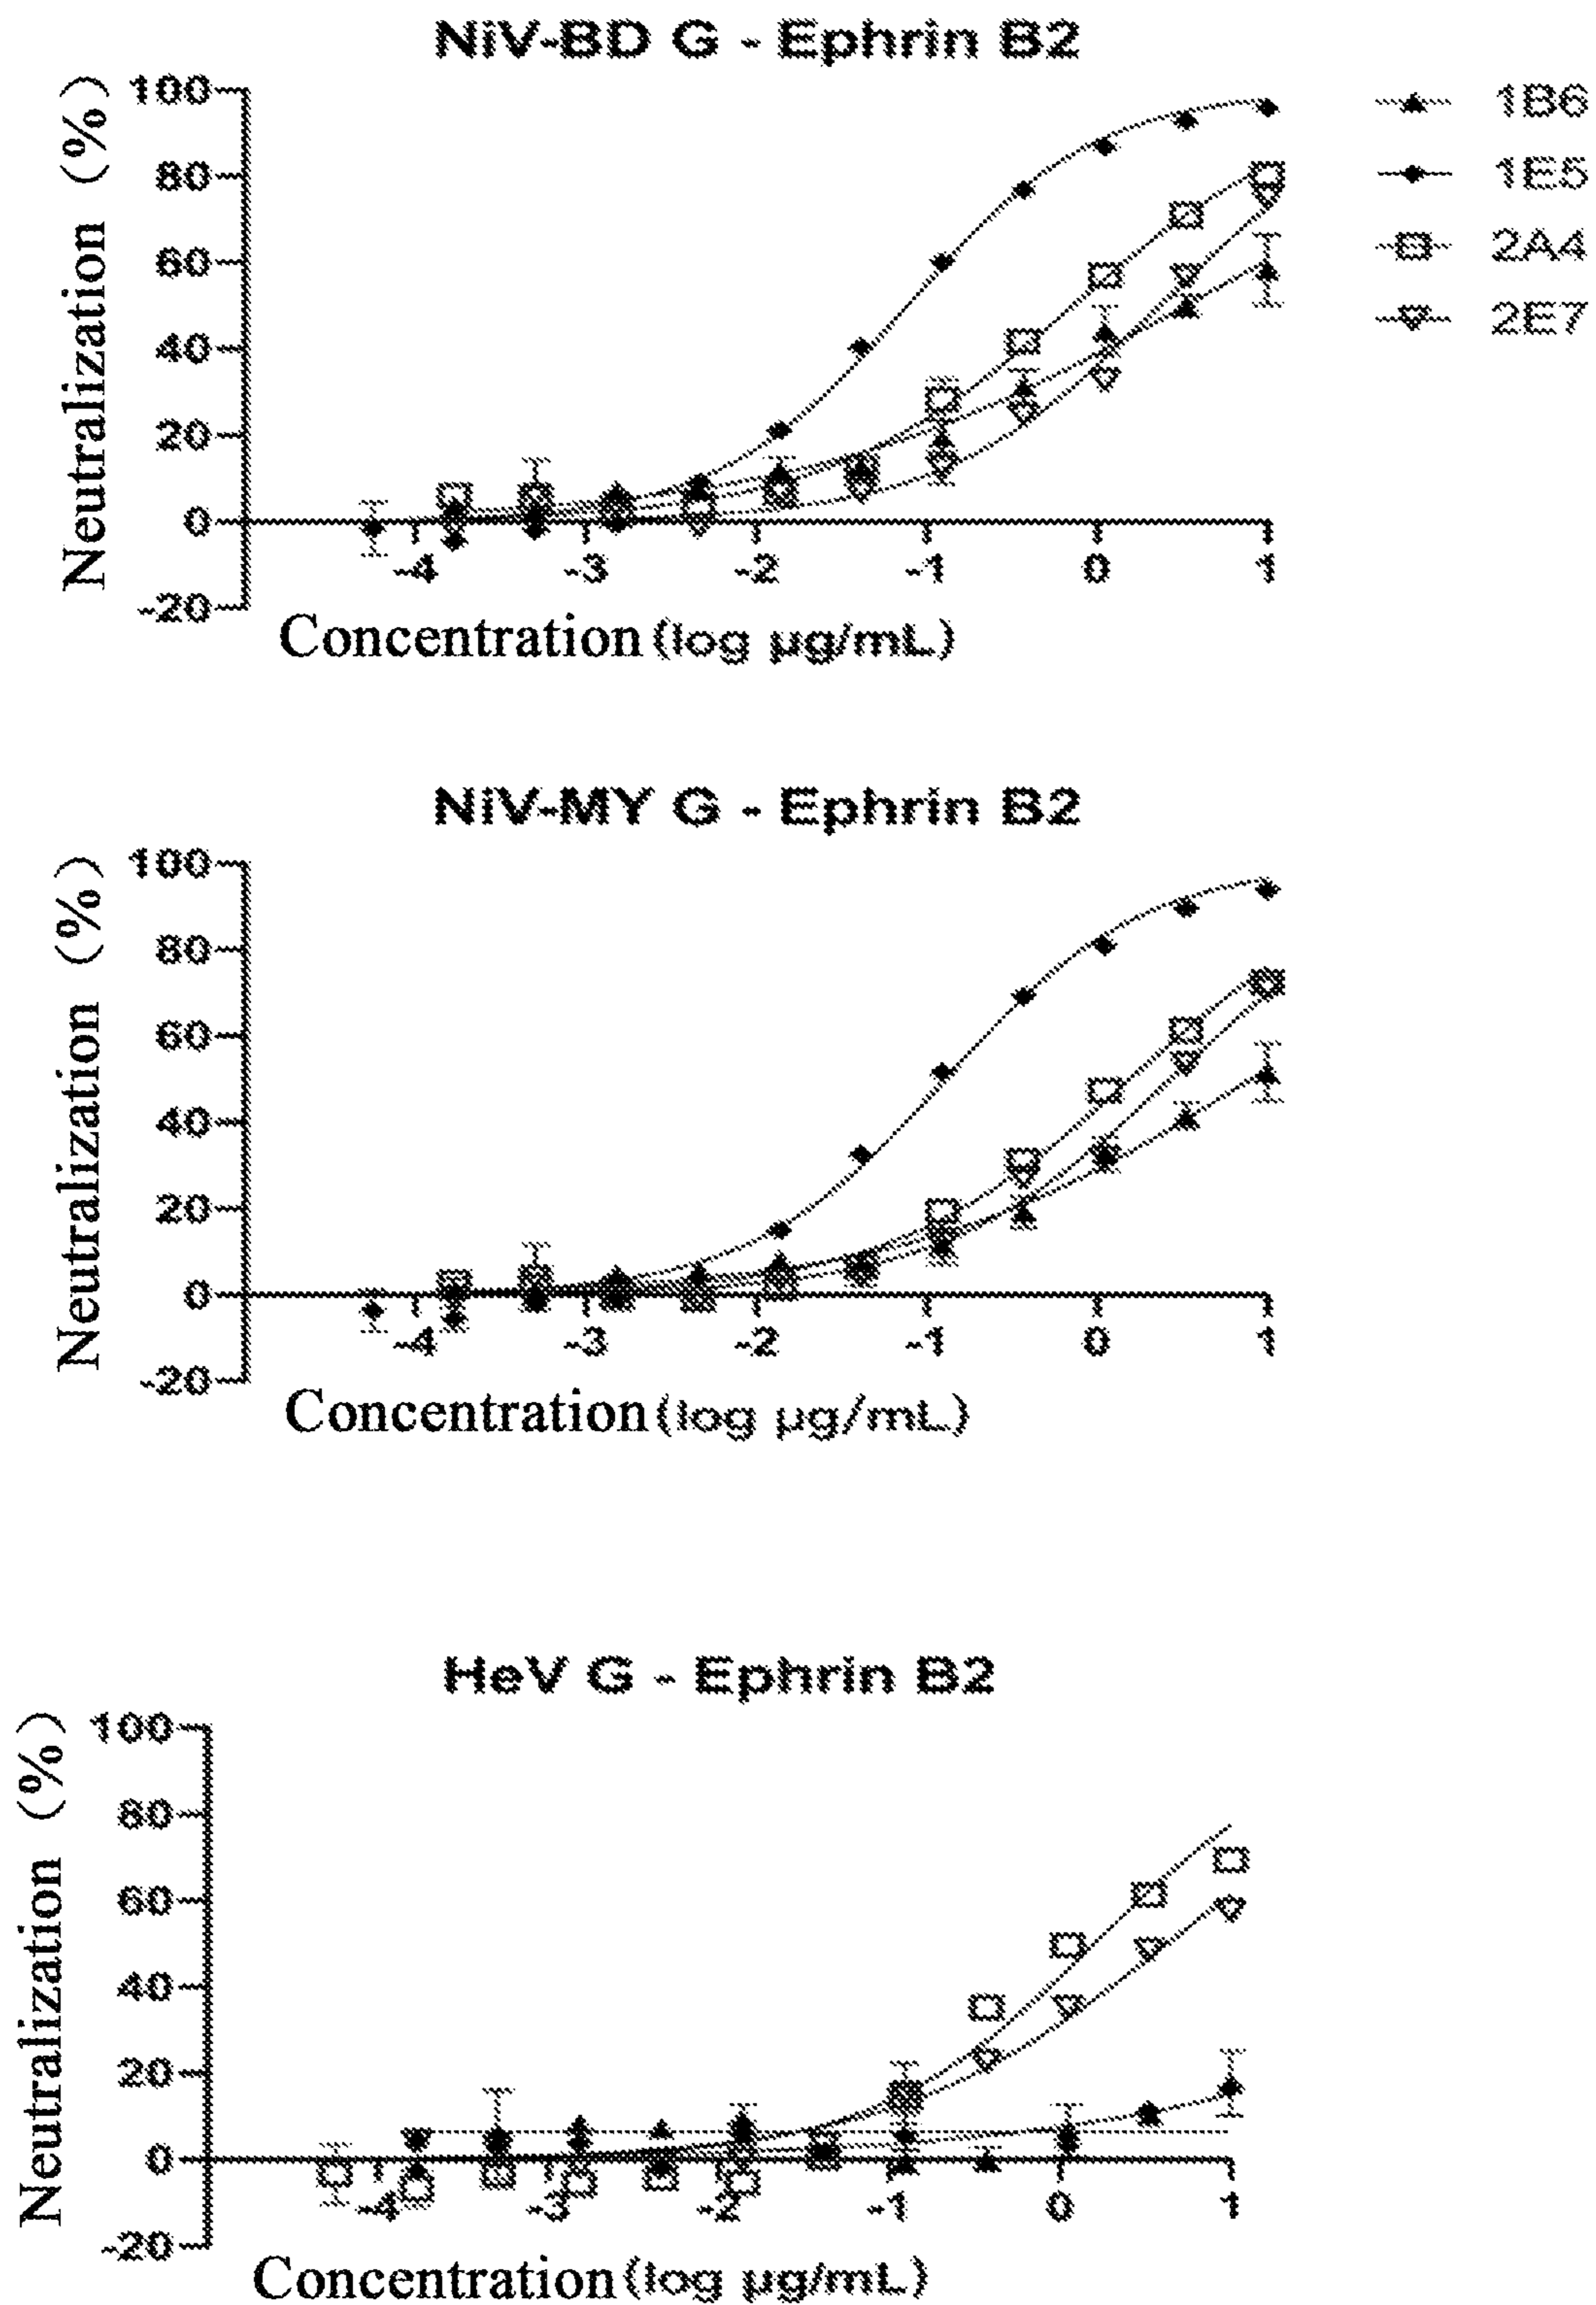 NiV-BD G - Ephrin B2
Neutralization (%)
100
80
60
40
20
0
-20
-4 -3 -2 -1 0 1
Concentration (log µg/mL)
1B6
1E5
2A4
2E7
NiV-MY G - Ephrin B2
Neutralization (%)
100
80
60
40
20
0
-20
-4 -3 -2 -1 0 1
Concentration (log µg/mL)
HeV G - Ephrin B2
Neutralization (%)
100
80
60
40
20
0
-20
-4 -3 -2 -1 0 1
Concentration (log µg/mL)